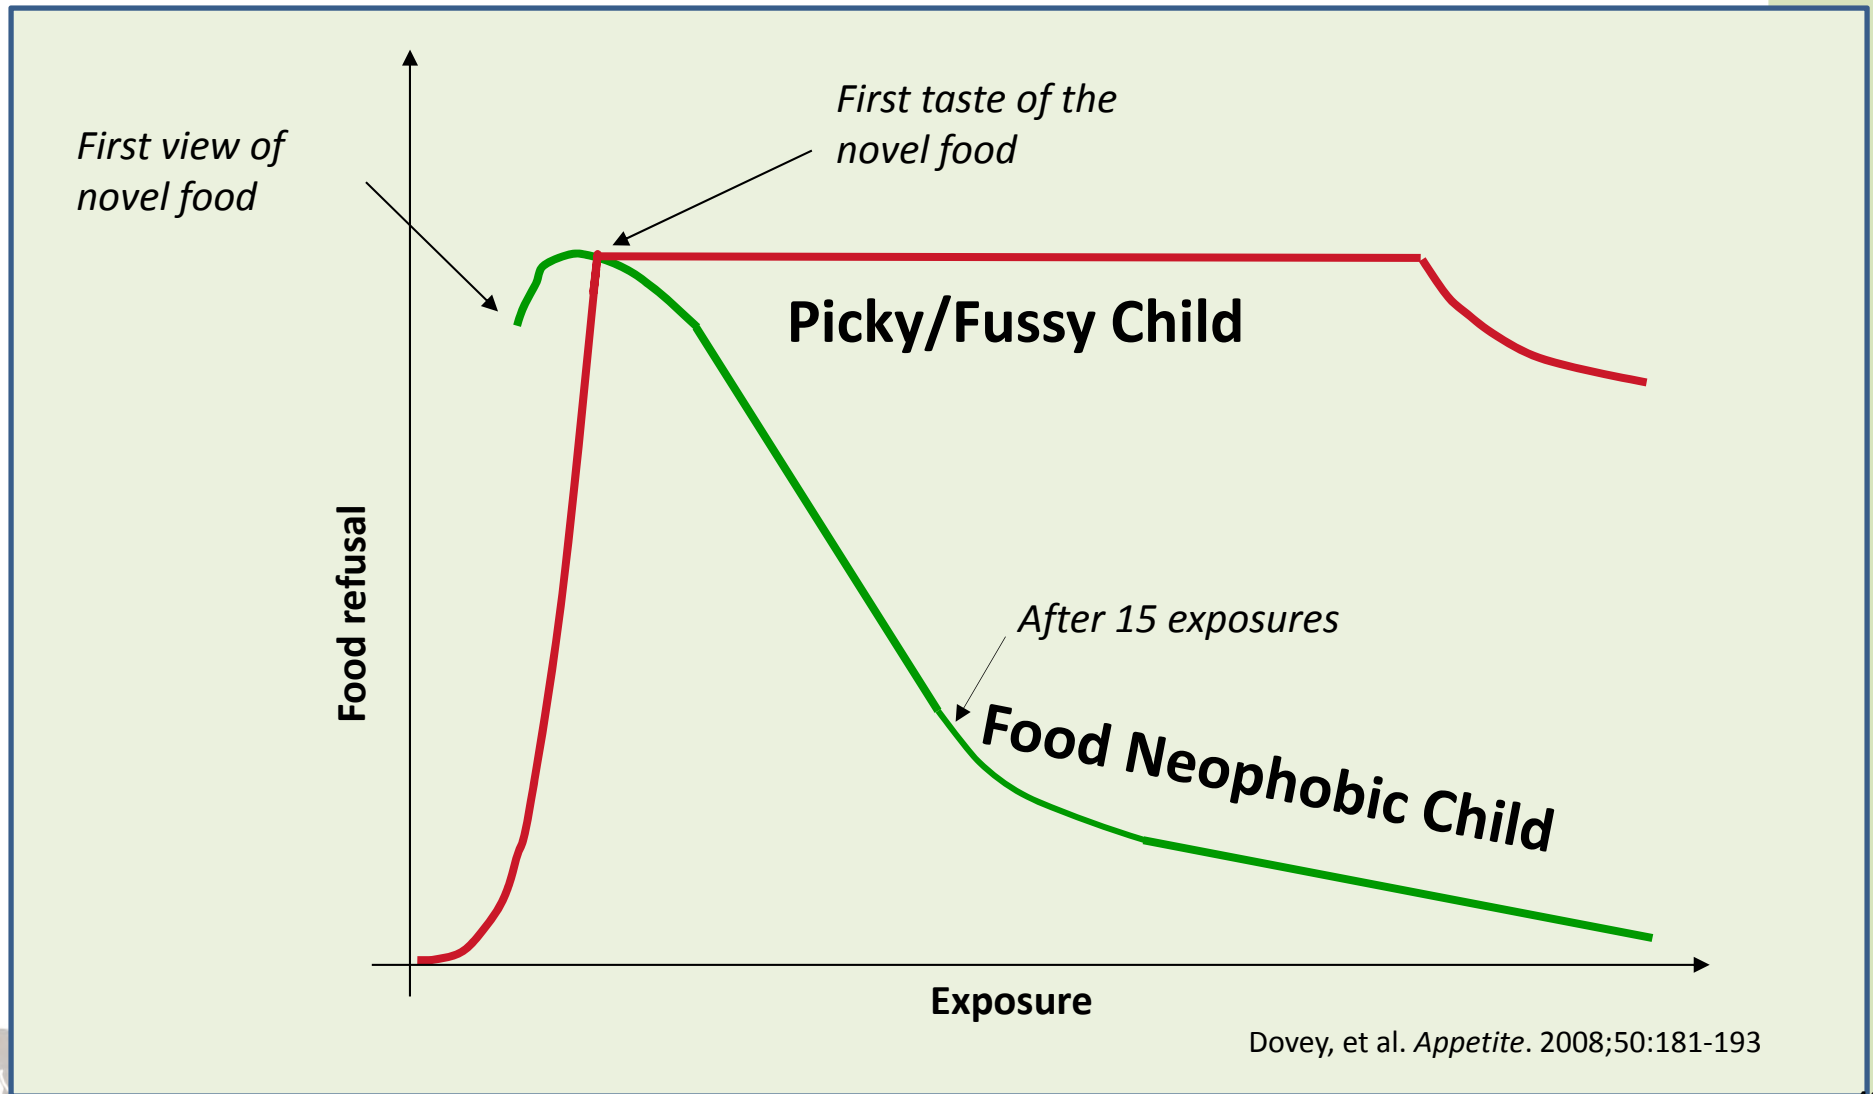 First view of
novel food
First taste of the
novel food
Picky/Fussy Child
Food refusal
After 15 exposures
Food Neophobic Child
Exposure
Dovey, et al. Appetite. 2008;50:181-193